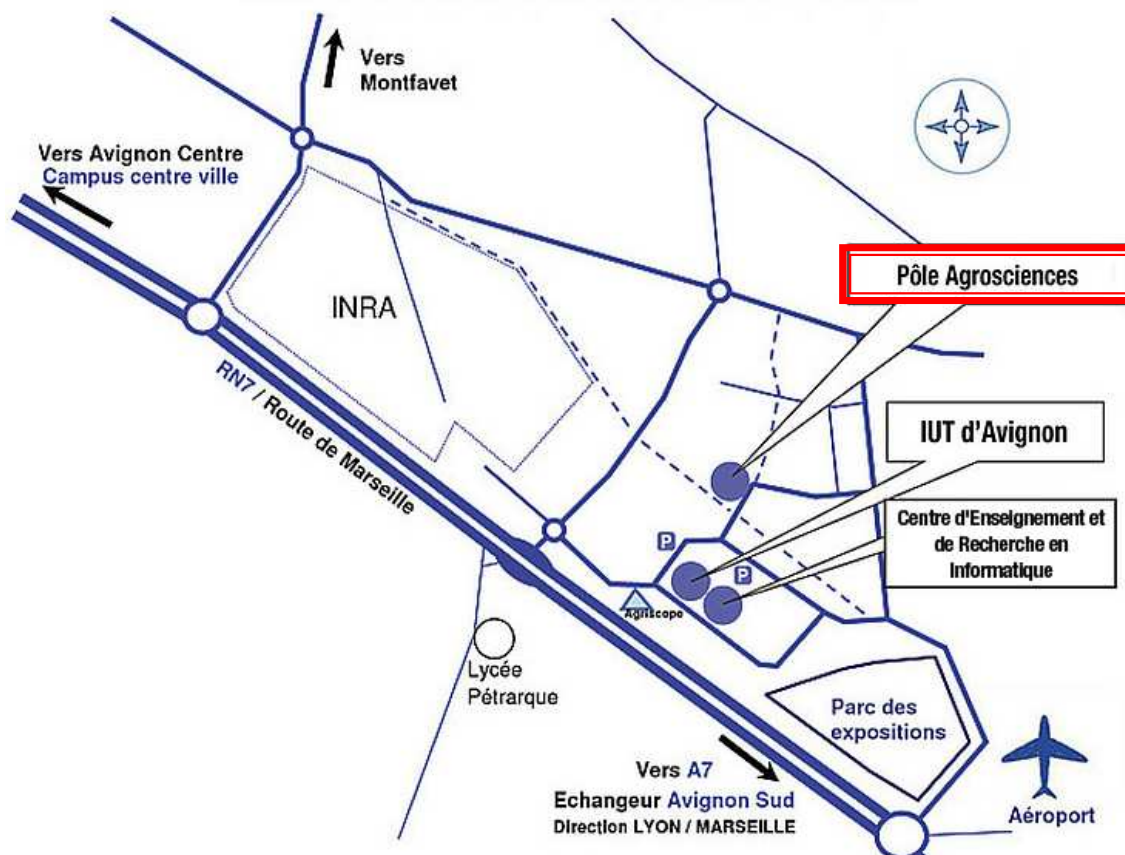 Vers
Montfavet
Vers Avignon Centre
Campus centre ville
Pôle Agrosciences
INRA
RN7 / Route de Marseille
IUT d'Avignon
Centre d'Enseignement et
de Recherche en
Informatique
P
P
Agriscope
Lycée
Pétrarque
Parc des
expositions
Vers A7
Echangeur Avignon Sud
Direction LYON / MARSEILLE
Aéroport